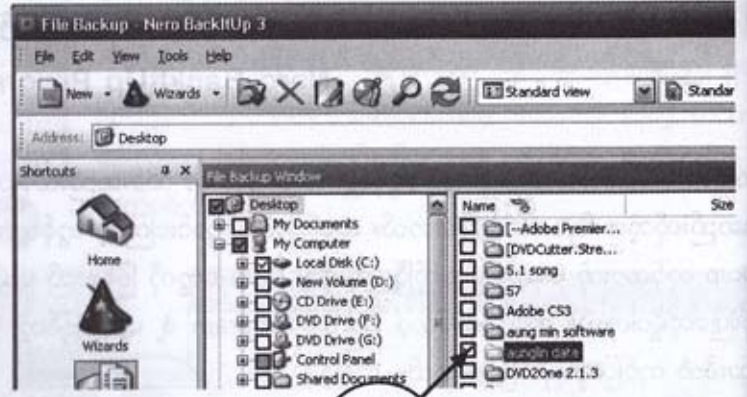 File Backup - Nero BackItUp 3
File Edit View Tools Help
New Wizards Standard view Standar
Address: Desktop
Shortcuts
File Backup Window
Home
Wizards
Desktop
My Documents
My Computer
Local Disk (C:)
New Volume (D:)
CD Drive (E:)
DVD Drive (F:)
DVD Drive (G:)
Control Panel
Shared Documents
Name Size
[--Adobe Premier...
[DVDCutter.Stre...
5.1 song
57
Adobe CS3
aung min software
aunglin data
DVD2One 2.1.3